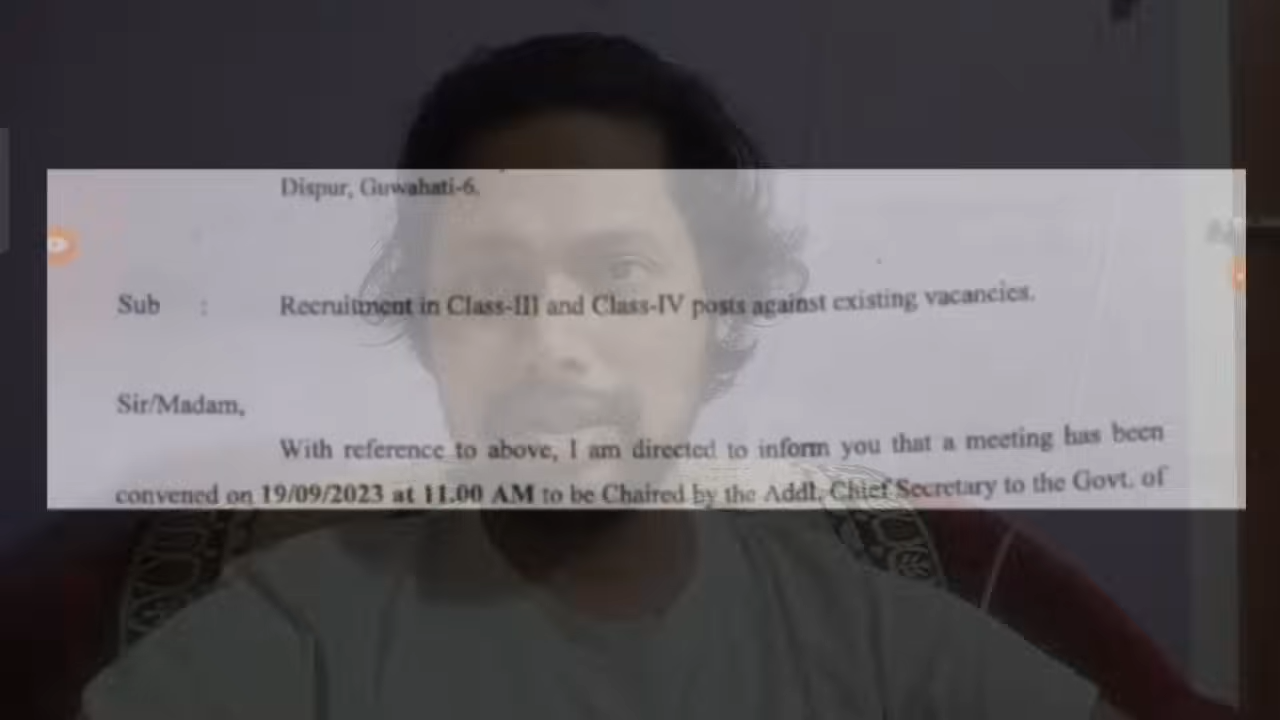 Dispur, Guwahati-6.
Sub : Recruitment in Class-III and Class-IV posts against existing vacancies.
Sir/Madam,
With reference to above, I am directed to inform you that a meeting has been
convened on 19/09/2023 at 11.00 AM to be Chaired by the Addl. Chief Secretary to the Govt. of